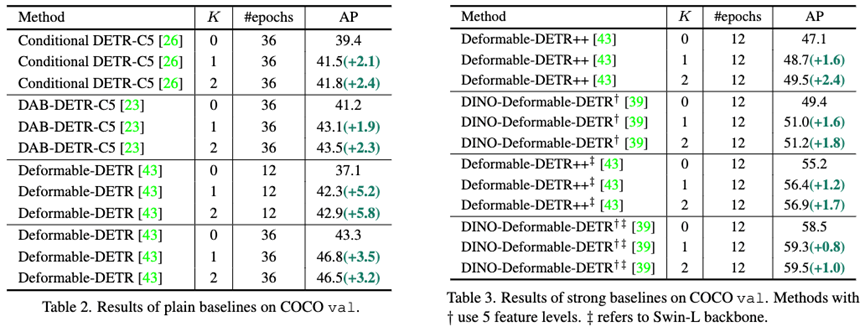 Method K #epochs AP
Conditional DETR-C5 [26] 0 36 39.4
Conditional DETR-C5 [26] 1 36 41.5(+2.1)
Conditional DETR-C5 [26] 2 36 41.8(+2.4)
DAB-DETR-C5 [23] 0 36 41.2
DAB-DETR-C5 [23] 1 36 43.1(+1.9)
DAB-DETR-C5 [23] 2 36 43.5(+2.3)
Deformable-DETR [43] 0 12 37.1
Deformable-DETR [43] 1 12 42.3(+5.2)
Deformable-DETR [43] 2 12 42.9(+5.8)
Deformable-DETR [43] 0 36 43.3
Deformable-DETR [43] 1 36 46.8(+3.5)
Deformable-DETR [43] 2 36 46.5(+3.2)
Table 2. Results of plain baselines on COCO val.
Method K #epochs AP
Deformable-DETR++ [43] 0 12 47.1
Deformable-DETR++ [43] 1 12 48.7(+1.6)
Deformable-DETR++ [43] 2 12 49.5(+2.4)
DINO-Deformable-DETR† [39] 0 12 49.4
DINO-Deformable-DETR† [39] 1 12 51.0(+1.6)
DINO-Deformable-DETR† [39] 2 12 51.2(+1.8)
Deformable-DETR++‡ [43] 0 12 55.2
Deformable-DETR++‡ [43] 1 12 56.4(+1.2)
Deformable-DETR++‡ [43] 2 12 56.9(+1.7)
DINO-Deformable-DETR†‡ [39] 0 12 58.5
DINO-Deformable-DETR†‡ [39] 1 12 59.3(+0.8)
DINO-Deformable-DETR†‡ [39] 2 12 59.5(+1.0)
Table 3. Results of strong baselines on COCO val. Methods with
† use 5 feature levels. ‡ refers to Swin-L backbone.